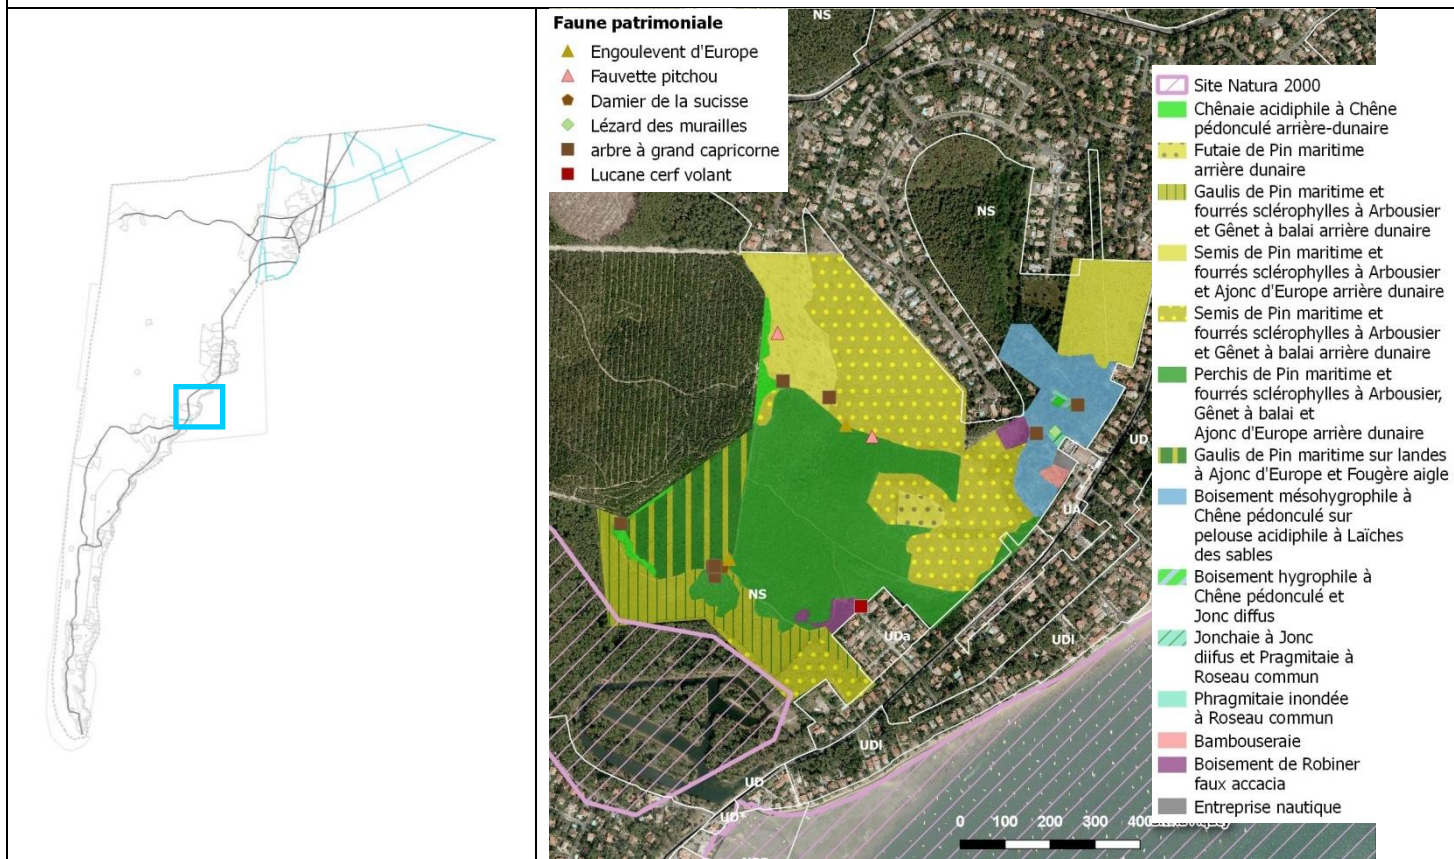 Faune patrimoniale
Engoulevent d'Europe
Fauvette pitchou
Damier de la sucisse
Lézard des murailles
arbre à grand capricorne
Lucane cerf volant
NS
NS
NS
UD
UA
UDa
UDl
UDl
UD
UD*
0 100 200 300 400
Site Natura 2000
Chênaie acidiphile à Chêne
pédonculé arrière-dunaire
Futaie de Pin maritime
arrière dunaire
Gaulis de Pin maritime et
fourrés sclérophylles à Arbousier
et Gênet à balai arrière dunaire
Semis de Pin maritime et
fourrés sclérophylles à Arbousier
et Ajonc d'Europe arrière dunaire
Semis de Pin maritime et
fourrés sclérophylles à Arbousier
et Gênet à balai arrière dunaire
Perchis de Pin maritime et
fourrés sclérophylles à Arbousier,
Gênet à balai et
Ajonc d'Europe arrière dunaire
Gaulis de Pin maritime sur landes
à Ajonc d'Europe et Fougère aigle
Boisement mésohygrophile à
Chêne pédonculé sur
pelouse acidiphile à Laïches
des sables
Boisement hygrophile à
Chêne pédonculé et
Jonc diffus
Jonchaie à Jonc
diifus et Pragmitaie à
Roseau commun
Phragmitaie inondée
à Roseau commun
Bambouseraie
Boisement de Robiner
faux accacia
Entreprise nautique